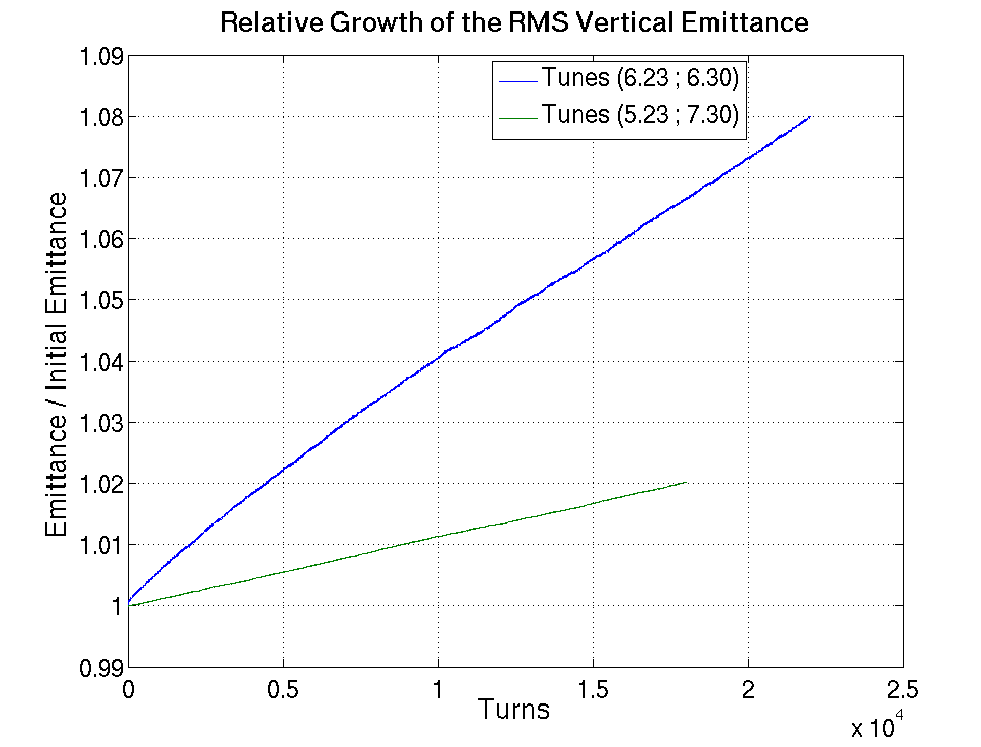 Relative Growth of the RMS Vertical Emittance
Tunes (6.23 ; 6.30)
Tunes (5.23 ; 7.30)
Emittance / Initial Emittance
1.09
1.08
1.07
1.06
1.05
1.04
1.03
1.02
1.01
1
0.99
0 0.5 1 1.5 2 2.5
Turns
x 10⁴